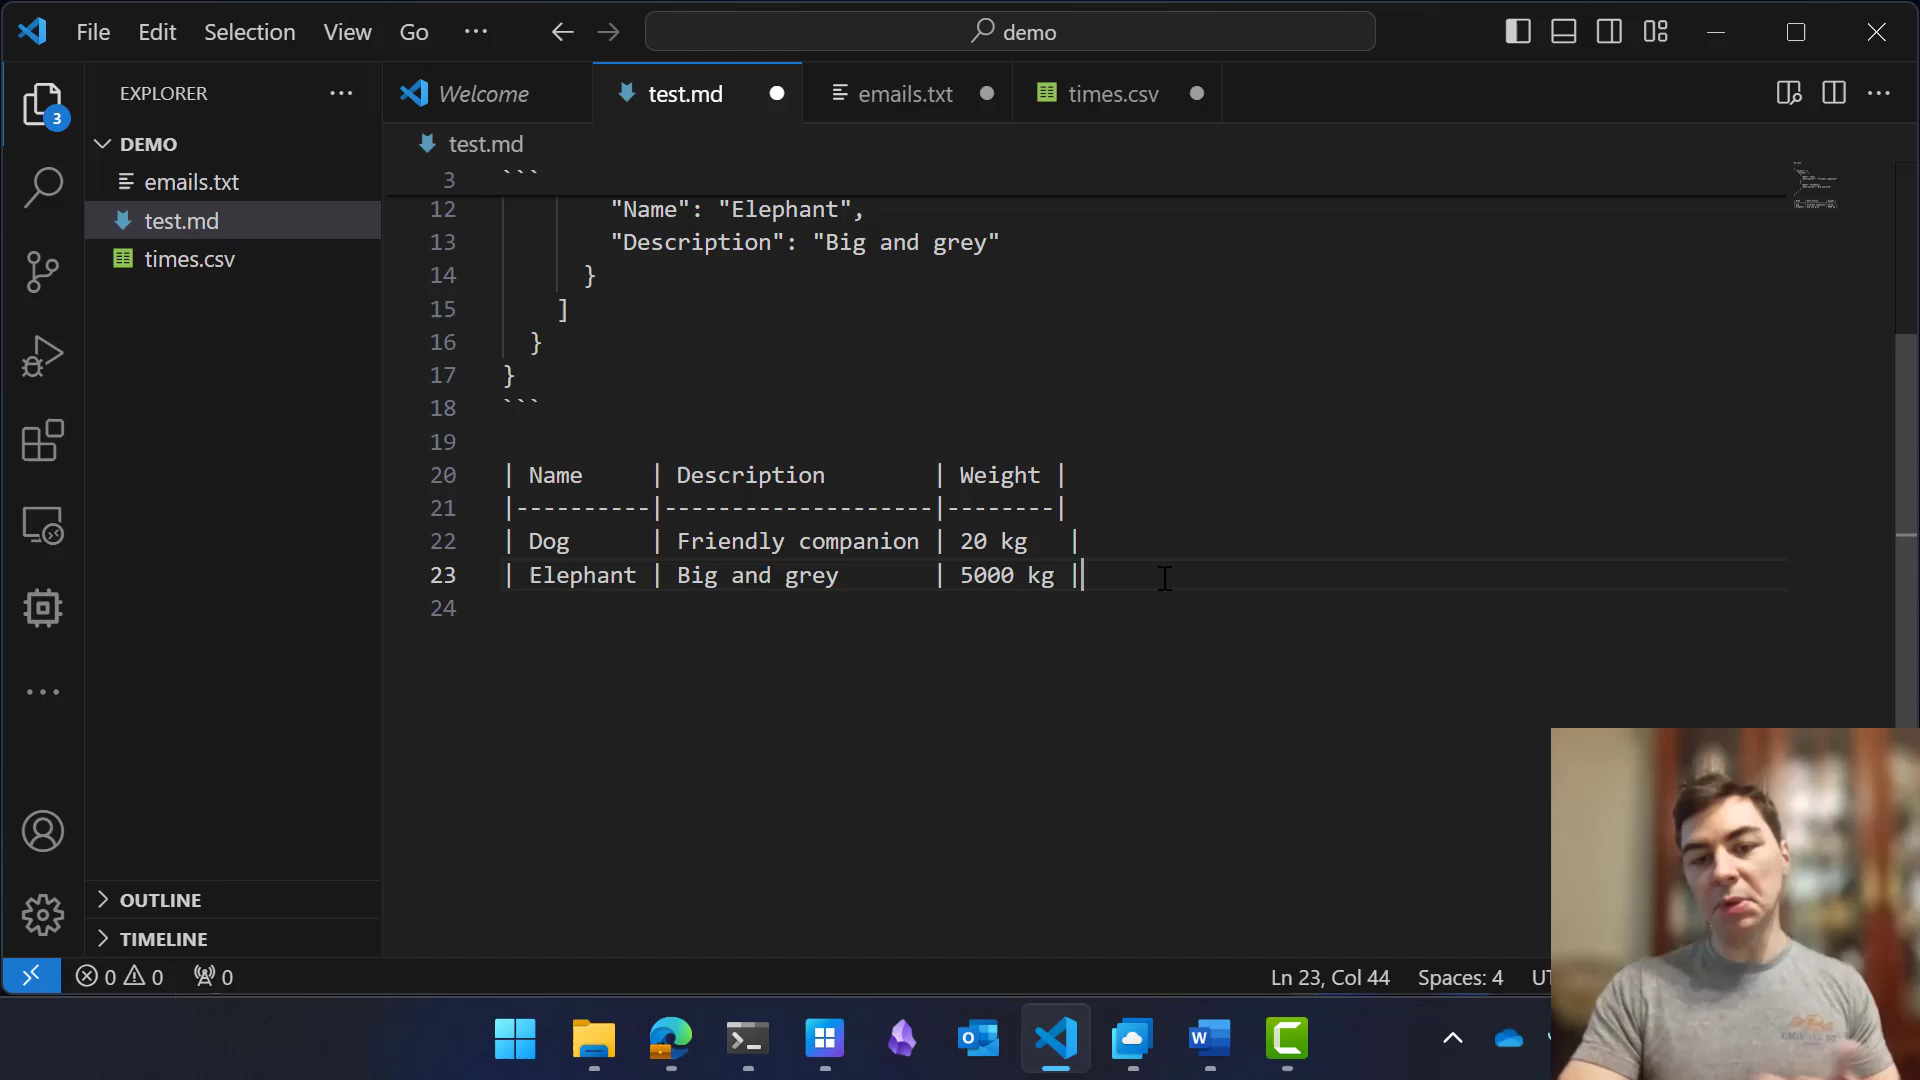 File Edit Selection View Go ··· demo
EXPLORER ···
Welcome test.md emails.txt times.csv
3
DEMO
emails.txt
test.md
times.csv
test.md
3 ```
12 "Name": "Elephant",
13 "Description": "Big and grey"
14 }
15 ]
16 }
17 }
18 ```
19
20 | Name     | Description        | Weight |
21 |----------|--------------------|--------|
22 | Dog      | Friendly companion | 20 kg   |
23 | Elephant | Big and grey       | 5000 kg |
24
OUTLINE
TIMELINE
0 0 0 Ln 23, Col 44 Spaces: 4